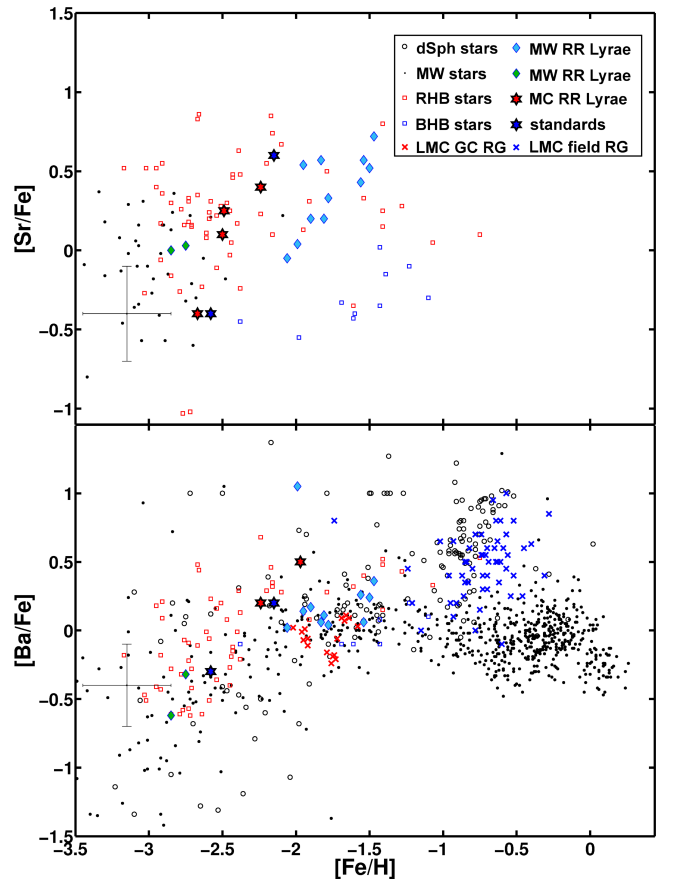 1.5
1
0.5
0
−0.5
−1
[Sr/Fe]
dSph stars
MW RR Lyrae
MW stars
MW RR Lyrae
RHB stars
MC RR Lyrae
BHB stars
standards
LMC GC RG
LMC field RG
1
0.5
0
−0.5
−1
−1.5
[Ba/Fe]
−3.5 −3 −2.5 −2 −1.5 −1 −0.5 0
[Fe/H]